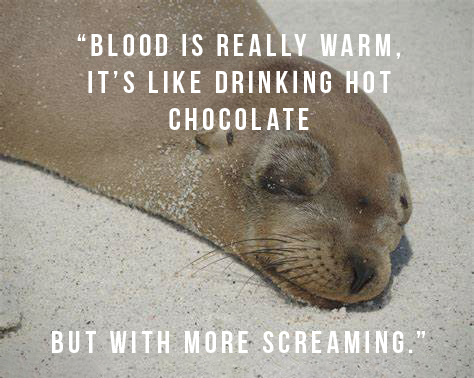 “BLOOD IS REALLY WARM,
IT’S LIKE DRINKING HOT
CHOCOLATE
BUT WITH MORE SCREAMING.”